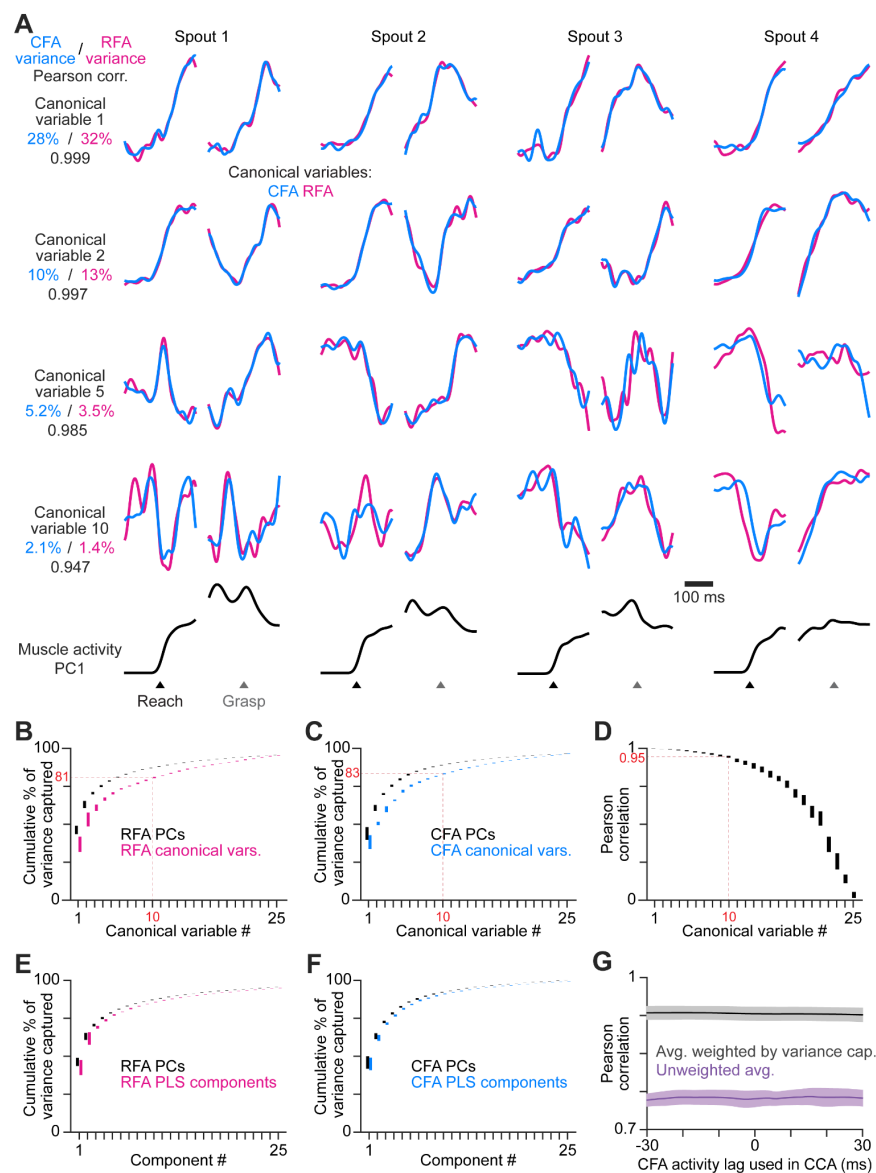 A
CFA / RFA
variance variance
Pearson corr.
Spout 1
Spout 2
Spout 3
Spout 4
Canonical
variable 1
28% / 32%
0.999
Canonical variables:
CFA RFA
Canonical
variable 2
10% / 13%
0.997
Canonical
variable 5
5.2% / 3.5%
0.985
Canonical
variable 10
2.1% / 1.4%
0.947
100 ms
Muscle activity
PC1
Reach
Grasp
B
Cumulative % of
variance captured
100
81
0
RFA PCs
RFA canonical vars.
1
10
25
Canonical variable #
C
Cumulative % of
variance captured
100
83
0
CFA PCs
CFA canonical vars.
1
10
25
Canonical variable #
D
Pearson
correlation
1
0.95
0
1
10
25
Canonical variable #
E
Cumulative % of
variance captured
100
0
RFA PCs
RFA PLS components
1
25
Component #
F
Cumulative % of
variance captured
100
0
CFA PCs
CFA PLS components
1
25
Component #
G
Pearson
correlation
1
0.7
Avg. weighted by variance cap.
Unweighted avg.
-30
0
30
CFA activity lag used in CCA (ms)